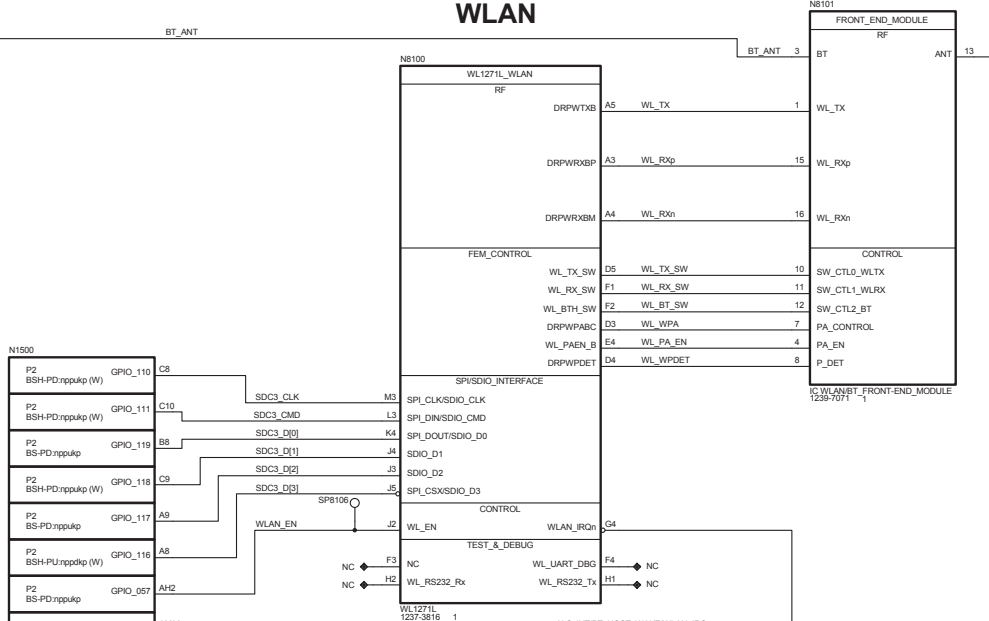 WLAN
N8101
BT_ANT
FRONT_END_MODULE
RF
BT_ANT 3 BT ANT 13
N8100
WL1271L_WLAN
RF
DRPWTXB A5 WL_TX 1 WL_TX
DRPWRXBP A3 WL_RXp 15 WL_RXp
DRPWRXBM A4 WL_RXn 16 WL_RXn
FEM_CONTROL CONTROL
WL_TX_SW D5 WL_TX_SW 10 SW_CTL0_WLTX
WL_RX_SW F1 WL_RX_SW 11 SW_CTL1_WLRX
WL_BTH_SW F2 WL_BT_SW 12 SW_CTL2_BT
DRPWPABC D3 WL_WPA 7 PA_CONTROL
WL_PAEN_B E4 WL_PA_EN 4 PA_EN
DRPWPDET D4 WL_WPDET 8 P_DET
IC WLAN/BT_FRONT-END_MODULE
1239-7071 1
N1500
P2
BSH-PD:nppukp (W) GPIO_110 C8
P2
BSH-PD:nppukp (W) GPIO_111 C10
P2
BS-PD:nppukp GPIO_119 B8
P2
BSH-PD:nppukp (W) GPIO_118 C9
P2
BS-PD:nppukp GPIO_117 A9
P2
BSH-PU:nppdkp (W) GPIO_116 A8
P2
BS-PD:nppukp GPIO_057 AH2
SPI/SDIO_INTERFACE
SDC3_CLK M3 SPI_CLK/SDIO_CLK
SDC3_CMD L3 SPI_DIN/SDIO_CMD
SDC3_D[0] K4 SPI_DOUT/SDIO_D0
SDC3_D[1] J4 SDIO_D1
SDC3_D[2] J3 SDIO_D2
SDC3_D[3] J5 SPI_CSX/SDIO_D3
SP8106
CONTROL
WLAN_EN J2 WL_EN WLAN_IRQn G4
TEST_&_DEBUG
NC F3 NC WL_UART_DBG F4 NC
NC H2 WL_RS232_Rx WL_RS232_Tx H1 NC
WL1271L
1237-3816 1